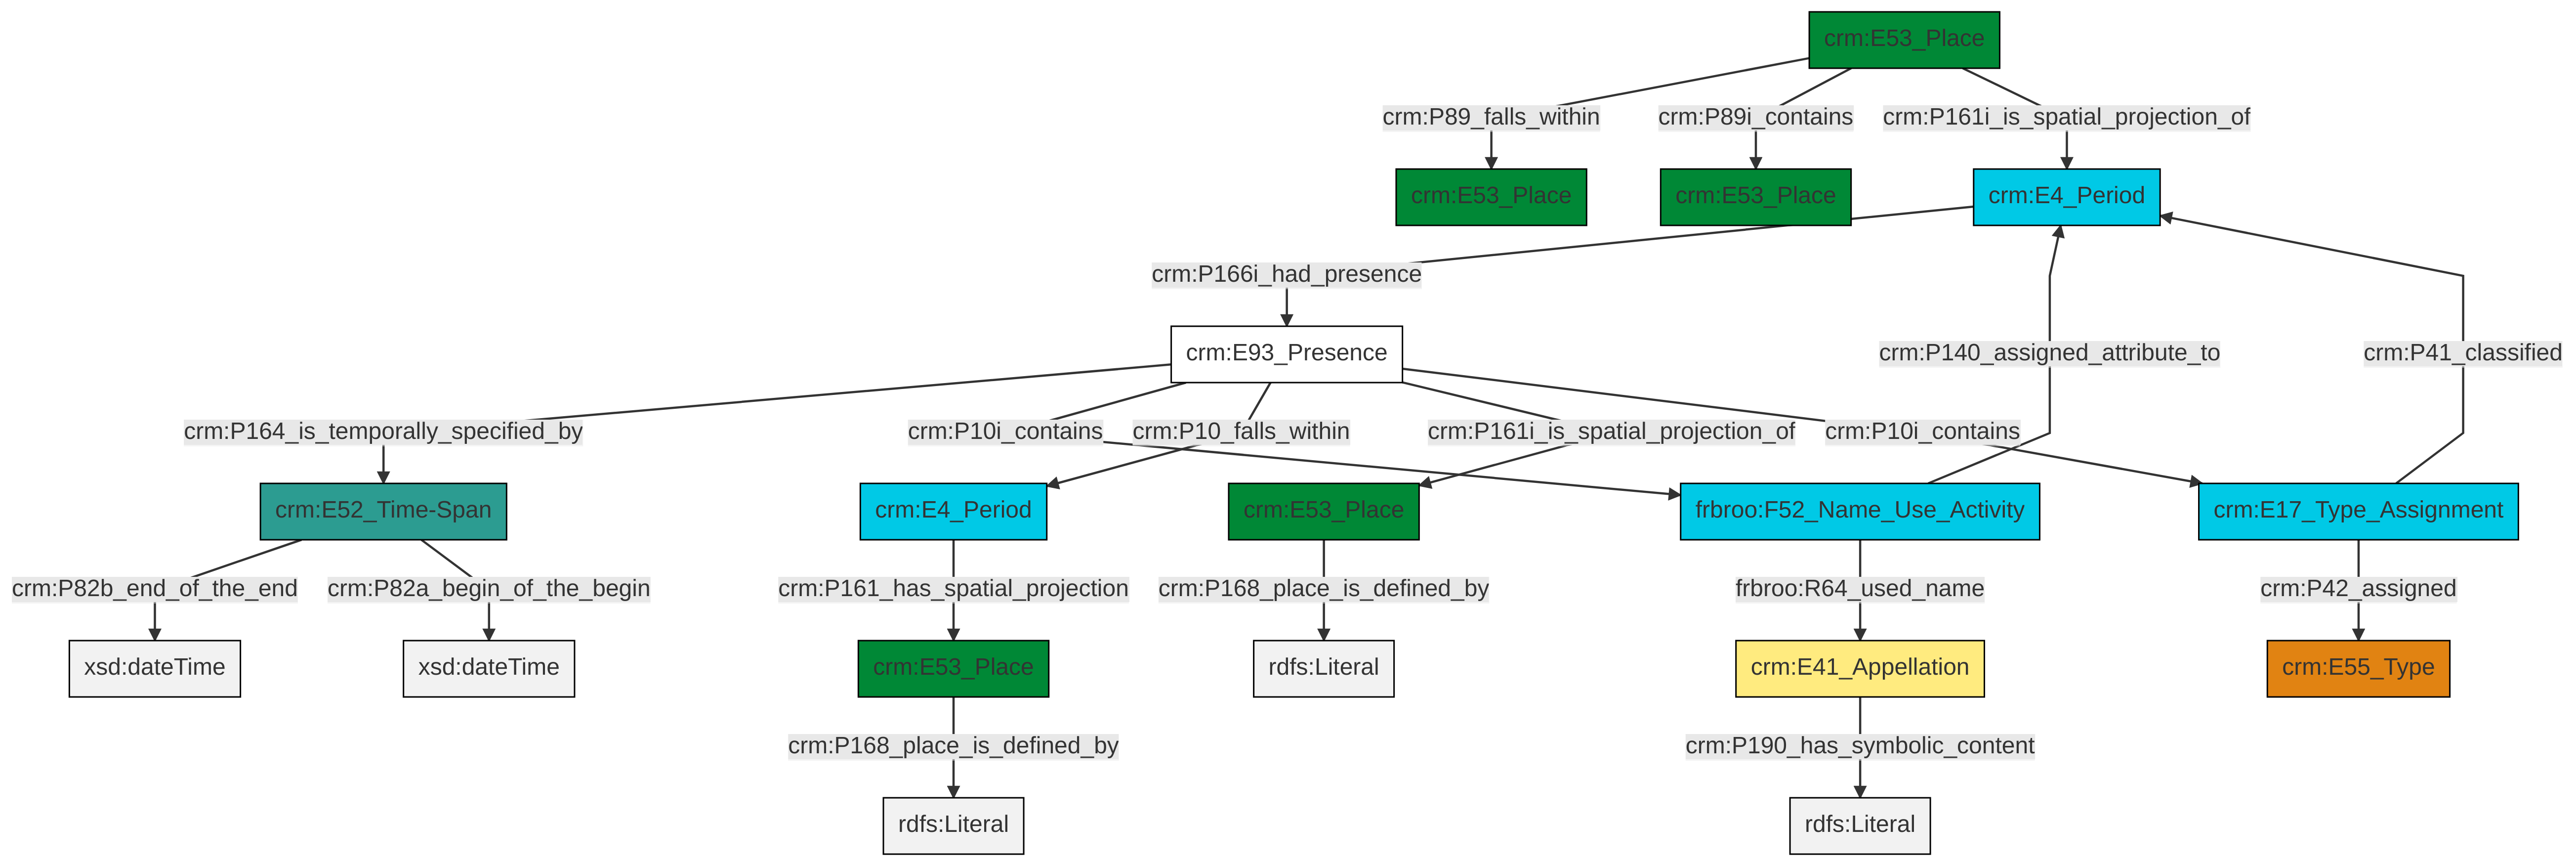 crm:E53_Place
crm:P89_falls_within
crm:P89i_contains
crm:P161i_is_spatial_projection_of
crm:E53_Place
crm:E53_Place
crm:E4_Period
crm:P166i_had_presence
crm:E93_Presence
crm:P140_assigned_attribute_to
crm:P41_classified
crm:P164_is_temporally_specified_by
crm:P10i_contains
crm:P10_falls_within
crm:P161i_is_spatial_projection_of
crm:P10i_contains
crm:E52_Time-Span
crm:E4_Period
crm:E53_Place
frbroo:F52_Name_Use_Activity
crm:E17_Type_Assignment
crm:P82b_end_of_the_end
crm:P82a_begin_of_the_begin
crm:P161_has_spatial_projection
crm:P168_place_is_defined_by
frbroo:R64_used_name
crm:P42_assigned
xsd:dateTime
xsd:dateTime
crm:E53_Place
rdfs:Literal
crm:E41_Appellation
crm:E55_Type
crm:P168_place_is_defined_by
crm:P190_has_symbolic_content
rdfs:Literal
rdfs:Literal